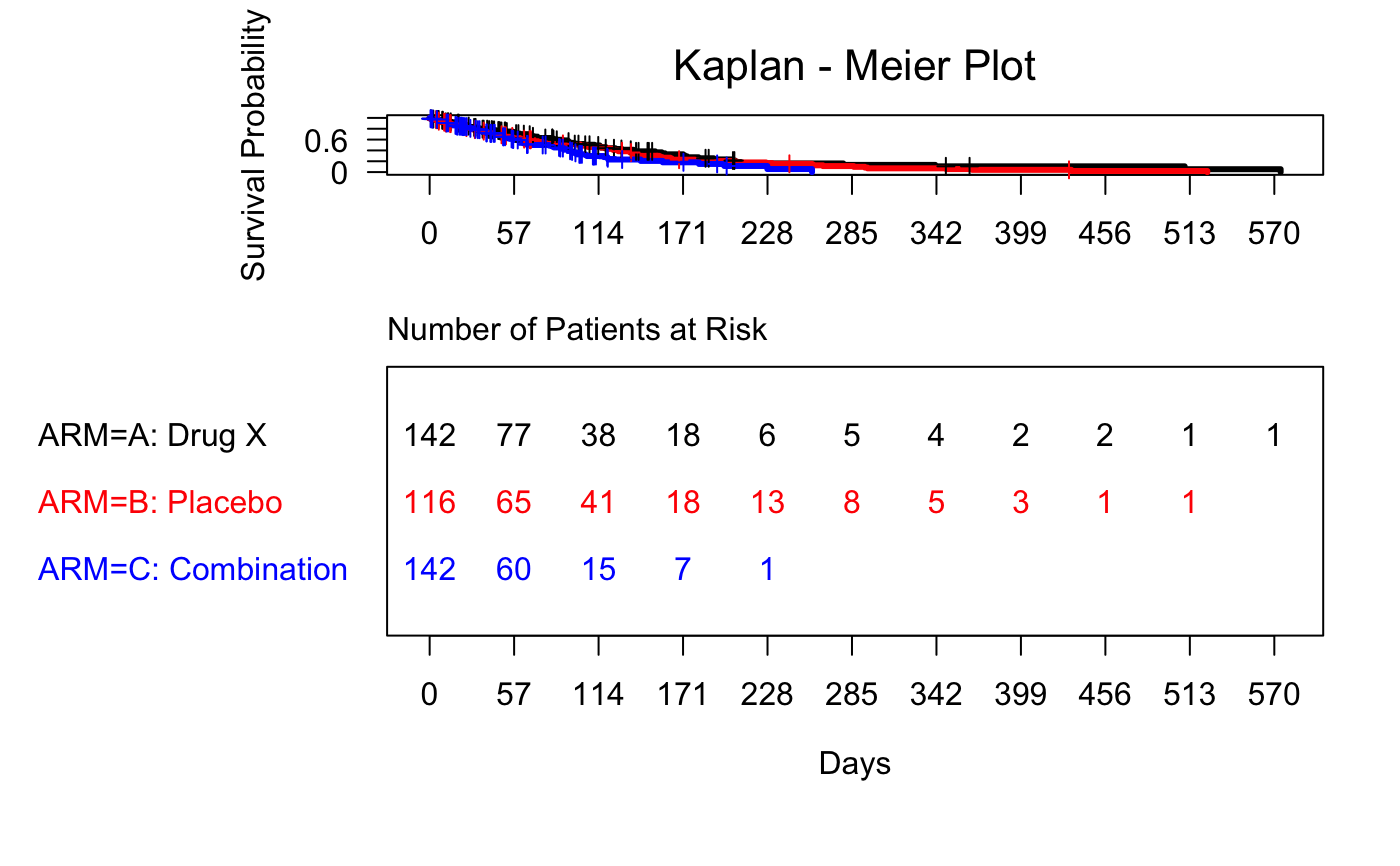 Kaplan - Meier Plot
Survival Probability
0.6
0
0 57 114 171 228 285 342 399 456 513 570
Number of Patients at Risk
ARM=A: Drug X 142 77 38 18 6 5 4 2 2 1 1
ARM=B: Placebo 116 65 41 18 13 8 5 3 1 1
ARM=C: Combination 142 60 15 7 1
0 57 114 171 228 285 342 399 456 513 570
Days